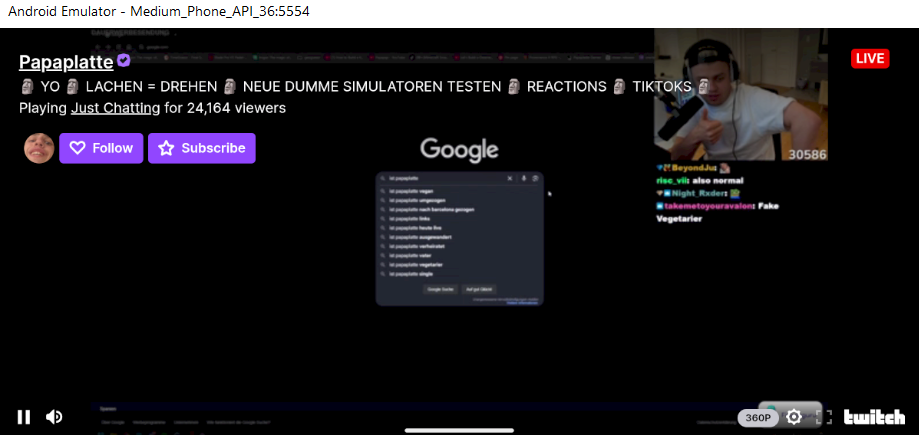 Android Emulator - Medium_Phone_API_36:5554
Papaplatte
LIVE
🗿 YO 🗿 LACHEN = DREHEN 🗿 NEUE DUMME SIMULATOREN TESTEN 🗿 REACTIONS 🗿 TIKTOKS 🗿
Playing Just Chatting for 24,164 viewers
Follow
Subscribe
30586
Google
ist papaplatte
ist papaplatte vegan
ist papaplatte umgezogen
ist papaplatte nach barcelona gezogen
ist papaplatte links
ist papaplatte heute live
ist papaplatte ausgewandert
ist papaplatte verheiratet
ist papaplatte vater
ist papaplatte vegetarier
ist papaplatte single
Google Suche
Auf gut Glück!
BeyondJus
risc_vii: also normal
Night_Rxder:
takemetoyouravalon: Fake
Vegetarier
360P
twitch